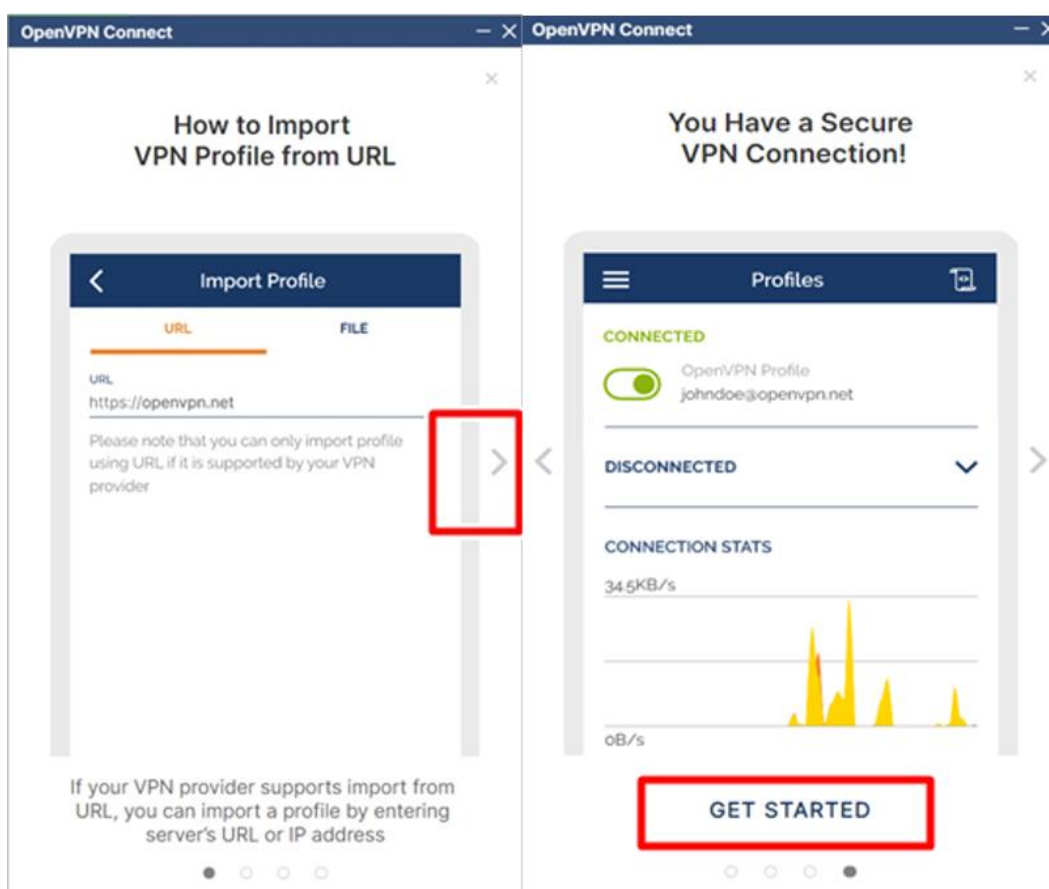 OpenVPN Connect
How to Import
VPN Profile from URL
Import Profile
URL
FILE
URL
https://openvpn.net
Please note that you can only import profile
using URL if it is supported by your VPN
provider
If your VPN provider supports import from
URL, you can import a profile by entering
server's URL or IP address
OpenVPN Connect
You Have a Secure
VPN Connection!
Profiles
CONNECTED
OpenVPN Profile
johndoe@openvpn.net
DISCONNECTED
CONNECTION STATS
34.5KB/s
0B/s
GET STARTED